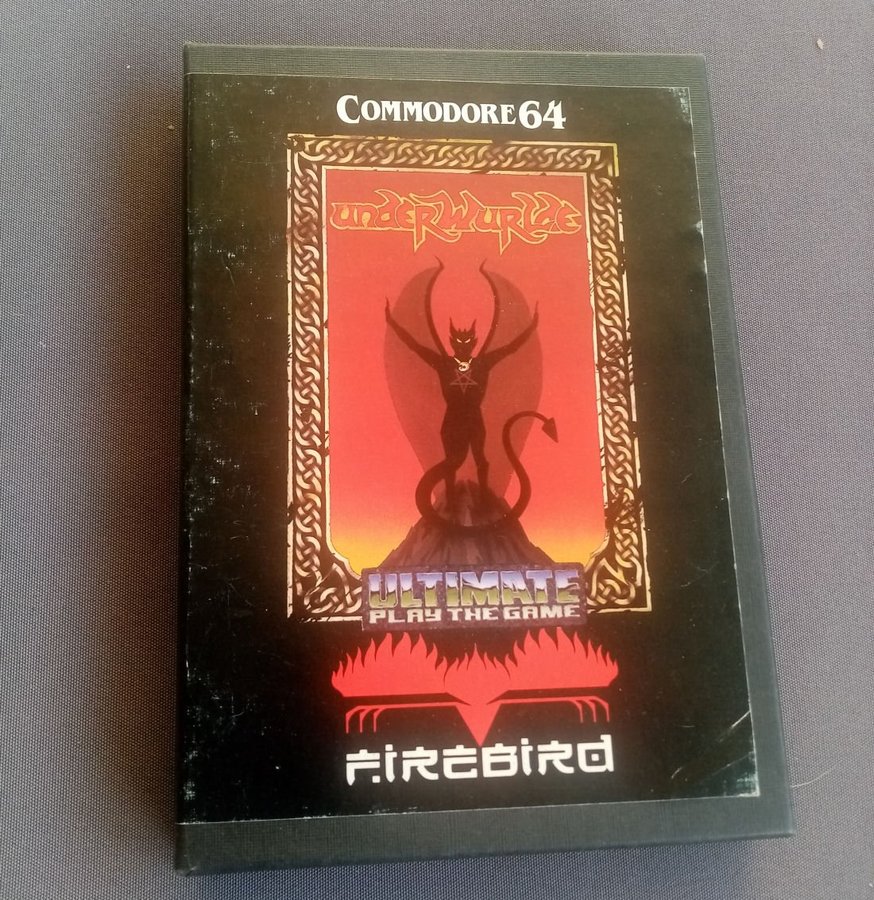 COMMODORE 64
underwurlde
ULTIMATE
PLAY THE GAME
FIREBIRD